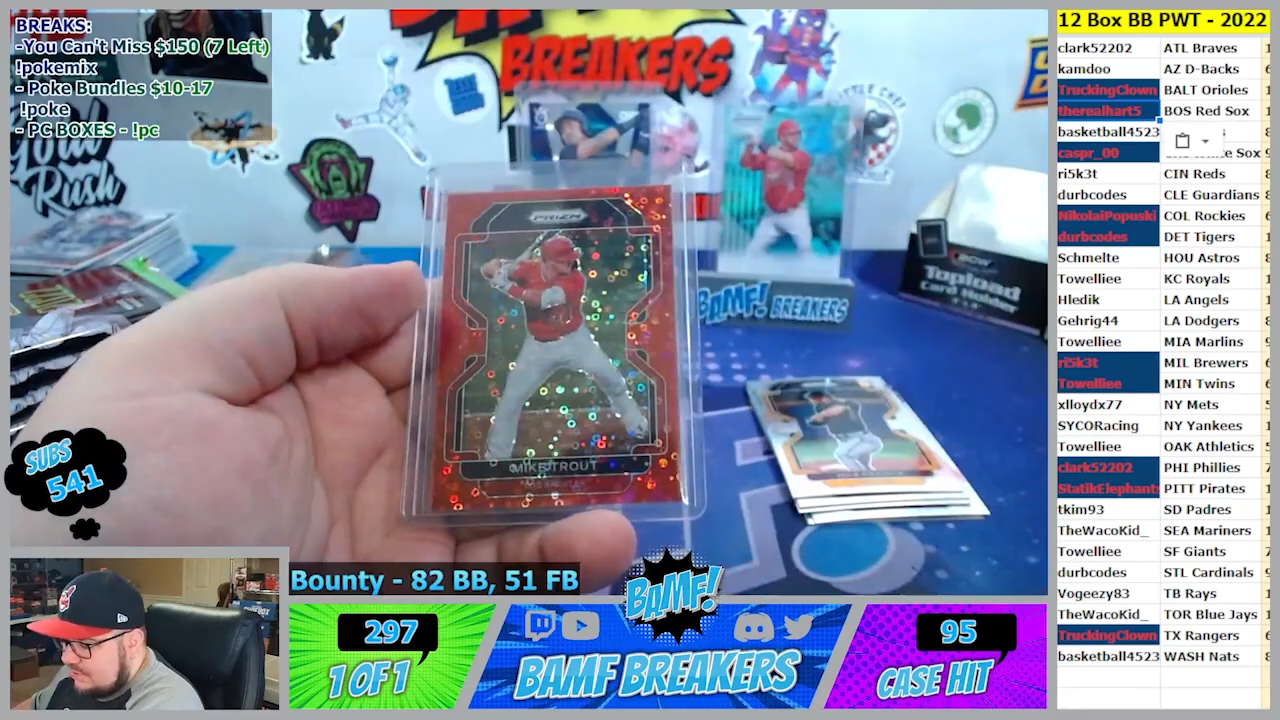 BREAKS:
-You Can't Miss $150 (7 Left)
!pokemix
- Poke Bundles $10-17
!poke
- PC BOXES - !pc
BREAKERS
Gold
Rush
PRIZM
MIKE TROUT
BCW
Topload
Card Holder
BAMF! BREAKERS
SUBS
541
Bounty - 82 BB, 51 FB
BAMF!
297
1 OF 1
BAMF BREAKERS
95
CASE HIT
12 Box BB PWT - 2022
clark52202 ATL Braves
kamdoo AZ D-Backs
TruckingClown BALT Orioles
therealhart5 BOS Red Sox
basketball4523
caspr_00 Sox
ri5k3t CIN Reds
durbcodes CLE Guardians
NikolaiPopuski COL Rockies
durbcodes DET Tigers
Schmelte HOU Astros
Towelliee KC Royals
Hledik LA Angels
Gehrig44 LA Dodgers
Towelliee MIA Marlins
ri5k3t MIL Brewers
Towelliee MIN Twins
xlloydx77 NY Mets
SYCORacing NY Yankees
Towelliee OAK Athletics
clark52202 PHI Phillies
StatikElephant PITT Pirates
tkim93 SD Padres
TheWacoKid_ SEA Mariners
Towelliee SF Giants
durbcodes STL Cardinals
Vogeezy83 TB Rays
TheWacoKid_ TOR Blue Jays
TruckingClown TX Rangers
basketball4523 WASH Nats